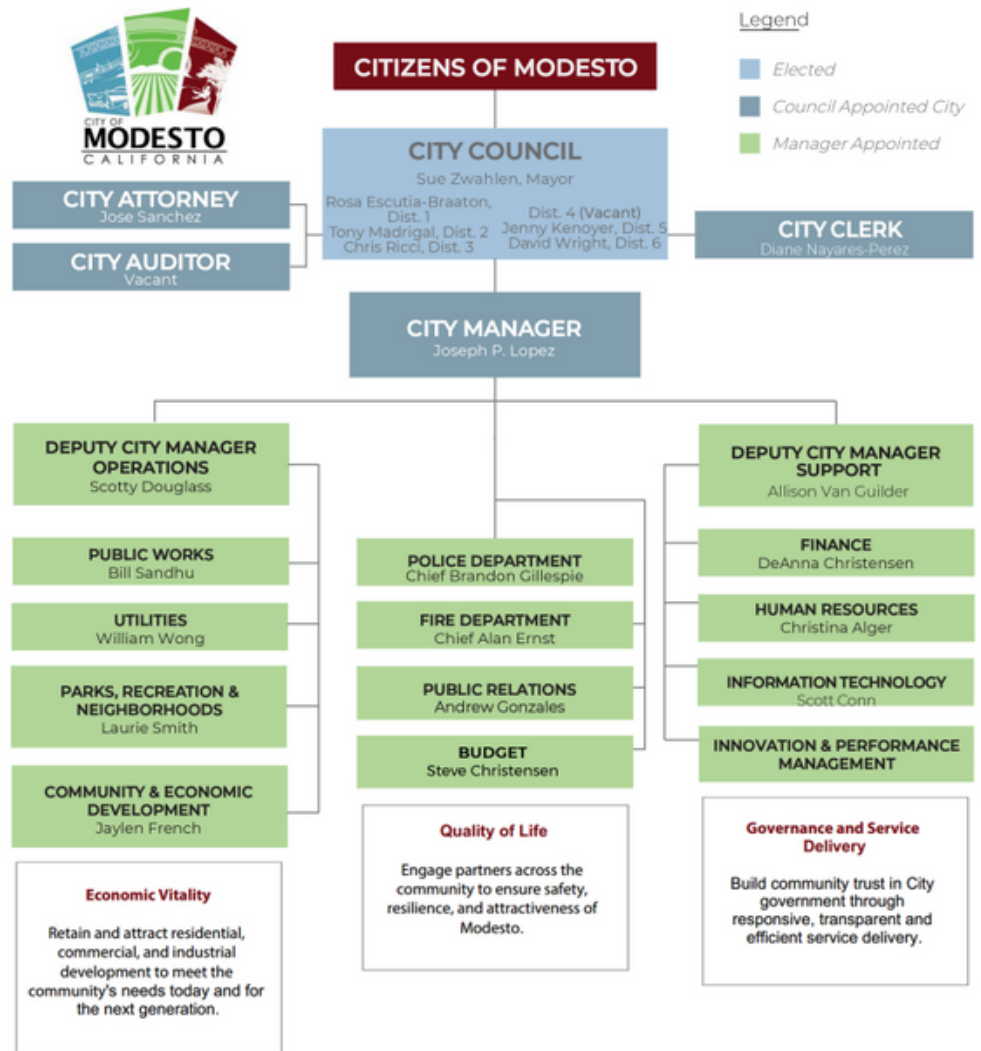 CITY OF
MODESTO
CALIFORNIA
Legend
Elected
Council Appointed City
Manager Appointed
CITIZENS OF MODESTO
CITY COUNCIL
Sue Zwahlen, Mayor
Rosa Escutia-Braaton,
Dist. 1
Tony Madrigal, Dist. 2
Chris Ricci, Dist. 3
Dist. 4 (Vacant)
Jenny Kenoyer, Dist. 5
David Wright, Dist. 6
CITY ATTORNEY
Jose Sanchez
CITY AUDITOR
Vacant
CITY CLERK
Diane Nayares-Perez
CITY MANAGER
Joseph P. Lopez
DEPUTY CITY MANAGER
OPERATIONS
Scotty Douglass
PUBLIC WORKS
Bill Sandhu
UTILITIES
William Wong
PARKS, RECREATION &
NEIGHBORHOODS
Laurie Smith
COMMUNITY & ECONOMIC
DEVELOPMENT
Jaylen French
Economic Vitality
Retain and attract residential,
commercial, and industrial
development to meet the
community's needs today and for
the next generation.
POLICE DEPARTMENT
Chief Brandon Gillespie
FIRE DEPARTMENT
Chief Alan Ernst
PUBLIC RELATIONS
Andrew Gonzales
BUDGET
Steve Christensen
Quality of Life
Engage partners across the
community to ensure safety,
resilience, and attractiveness of
Modesto.
DEPUTY CITY MANAGER
SUPPORT
Allison Van Guilder
FINANCE
DeAnna Christensen
HUMAN RESOURCES
Christina Alger
INFORMATION TECHNOLOGY
Scott Conn
INNOVATION & PERFORMANCE
MANAGEMENT
Governance and Service
Delivery
Build community trust in City
government through
responsive, transparent and
efficient service delivery.